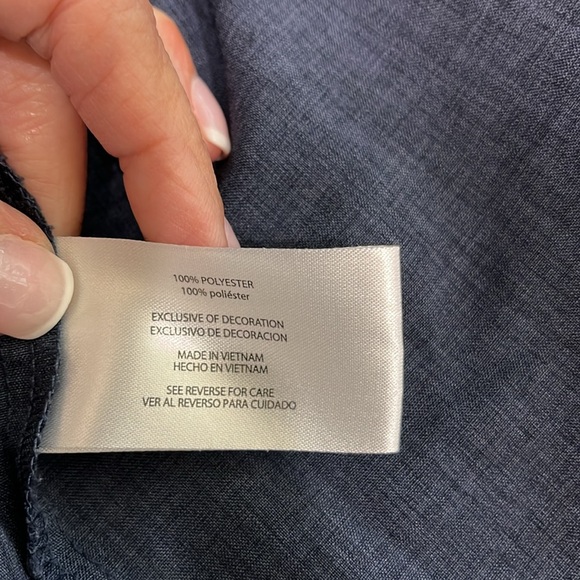 100% POLYESTER
100% poliéster
EXCLUSIVE OF DECORATION
EXCLUSIVO DE DECORACION
MADE IN VIETNAM
HECHO EN VIETNAM
SEE REVERSE FOR CARE
VER AL REVERSO PARA CUIDADO